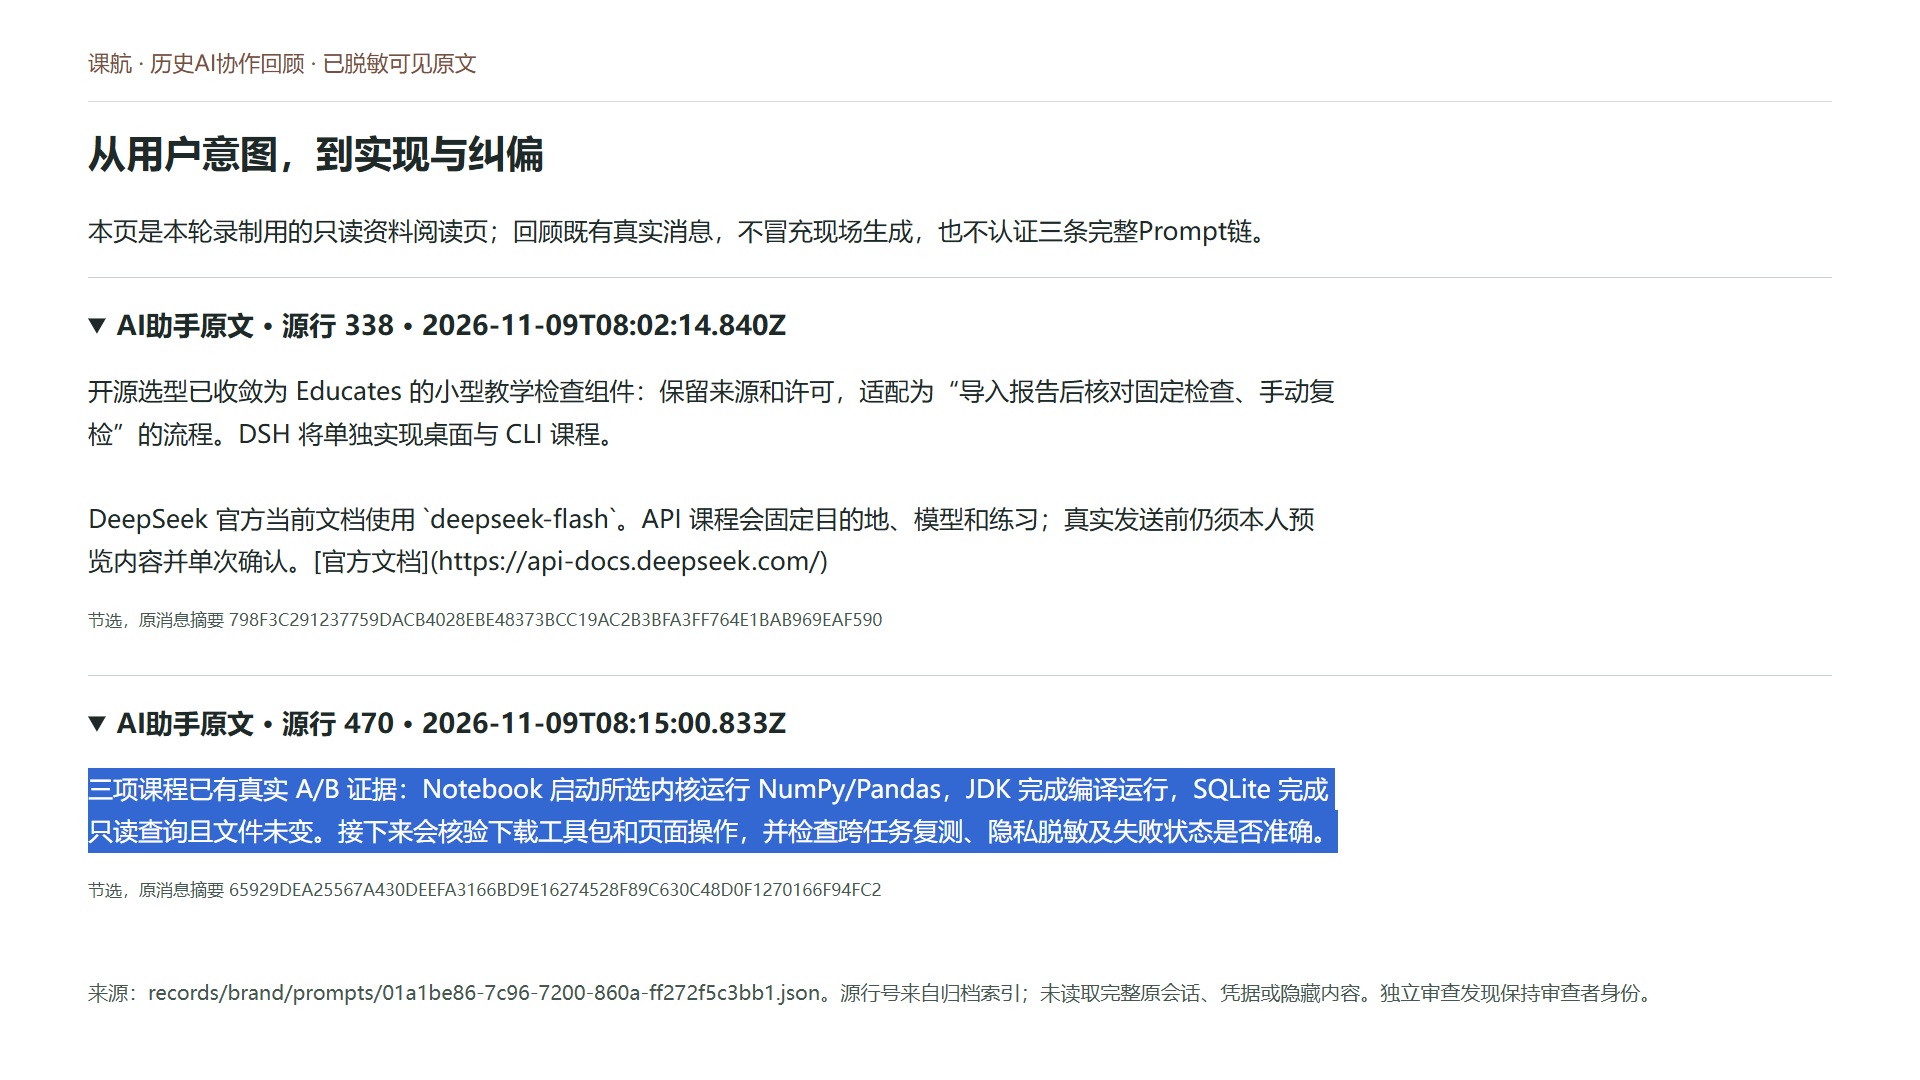 课航 · 历史AI协作回顾 · 已脱敏可见原文
从用户意图，到实现与纠偏
本页是本轮录制用的只读资料阅读页；回顾既有真实消息，不冒充现场生成，也不认证三条完整Prompt链。
▼ AI助手原文 • 源行 338 • 2026-11-09T08:02:14.840Z
开源选型已收敛为 Educates 的小型教学检查组件：保留来源和许可，适配为“导入报告后核对固定检查、手动复
检”的流程。DSH 将单独实现桌面与 CLI 课程。
DeepSeek 官方当前文档使用 `deepseek-flash`。API 课程会固定目的地、模型和练习；真实发送前仍须本人预
览内容并单次确认。[官方文档](https://api-docs.deepseek.com/)
节选，原消息摘要 798F3C291237759DACB4028EBE48373BCC19AC2B3BFA3FF764E1BAB969EAF590
▼ AI助手原文 • 源行 470 • 2026-11-09T08:15:00.833Z
三项课程已有真实 A/B 证据：Notebook 启动所选内核运行 NumPy/Pandas，JDK 完成编译运行，SQLite 完成
只读查询且文件未变。接下来会核验下载工具包和页面操作，并检查跨任务复测、隐私脱敏及失败状态是否准确。
节选，原消息摘要 65929DEA25567A430DEEFA3166BD9E16274528F89C630C48D0F1270166F94FC2
来源：records/brand/prompts/01a1be86-7c96-7200-860a-ff272f5c3bb1.json。源行号来自归档索引；未读取完整原会话、凭据或隐藏内容。独立审查发现保持审查者身份。